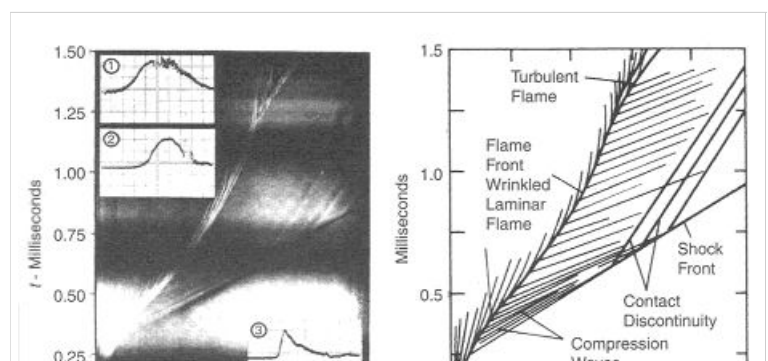 1.50
1.25
1.00
0.75
0.50
0.25
t - Milliseconds
1
2
3
1.5
1.0
0.5
Milliseconds
Turbulent
Flame
Flame
Front
Wrinkled
Laminar
Flame
Shock
Front
Contact
Discontinuity
Compression